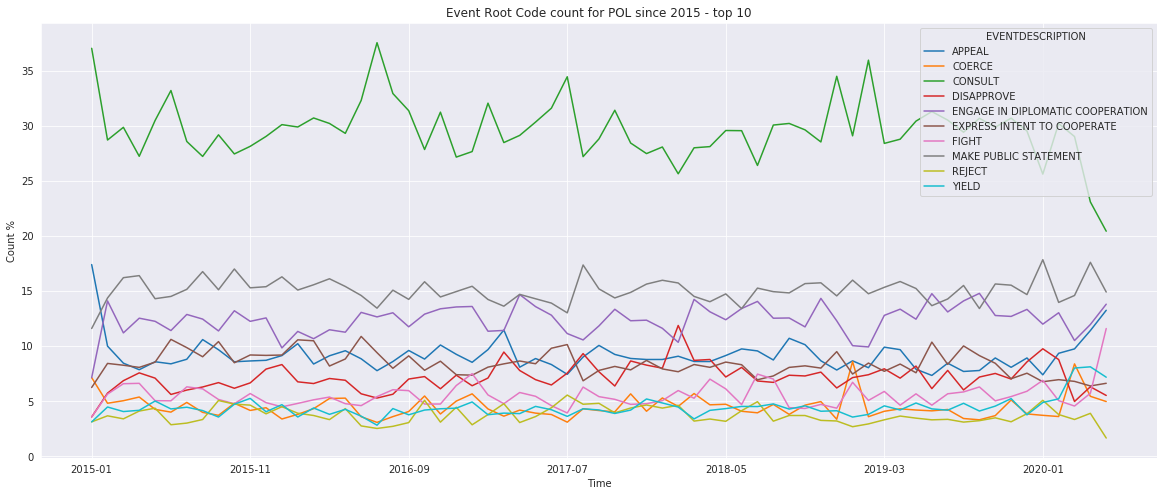 Event Root Code count for POL since 2015 - top 10
EVENTDESCRIPTION
APPEAL
COERCE
CONSULT
DISAPPROVE
ENGAGE IN DIPLOMATIC COOPERATION
EXPRESS INTENT TO COOPERATE
FIGHT
MAKE PUBLIC STATEMENT
REJECT
YIELD
Count %
35
30
25
20
15
10
5
0
2015-01
2015-11
2016-09
2017-07
2018-05
2019-03
2020-01
Time